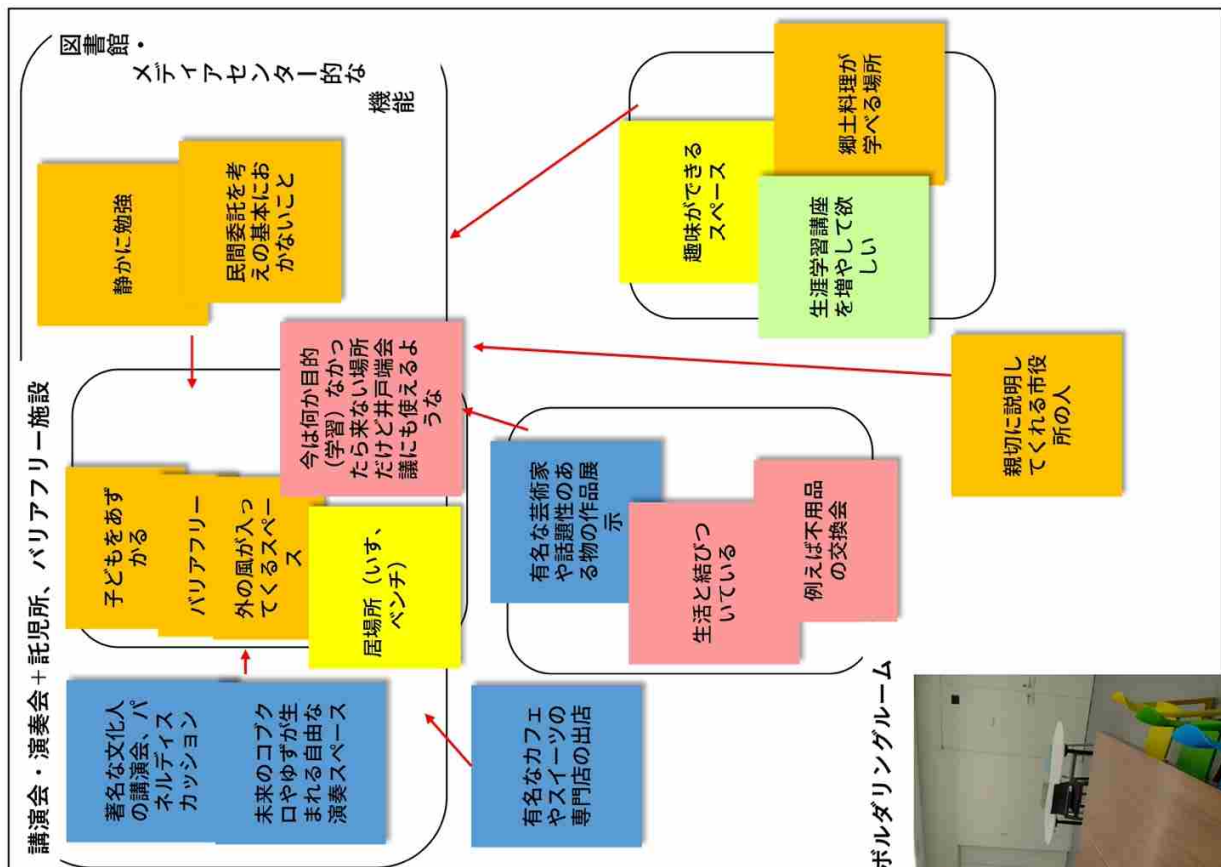 講演会・演奏会＋託児所、バリアフリー施設
図書館・
メディアセンター的な
機能
著名な文化人
の講演会、パ
ネルディス
カッション
未来のコブク
ロやゆずが生
まれる自由な
演奏スペース
子どもをあず
かる
バリアフリー
外の風が入っ
てくるスペー
ス
居場所（いす、
ベンチ）
今は何か目的
（学習）なかっ
たら来ない場所
だけど井戸端会
議にも使えるよ
うな
静かに勉強
民間委託を考
えの基本にお
かないこと
有名なカフェ
やスイーツの
専門店の出店
有名な芸術家
や話題性のあ
る物の作品展
示
生活と結びつ
いている
例えば不用品
の交換会
趣味ができる
スペース
生涯学習講座
を増やして欲
しい
郷土料理が
学べる場所
親切に説明し
てくれる市役
所の人
ボルダリングルーム